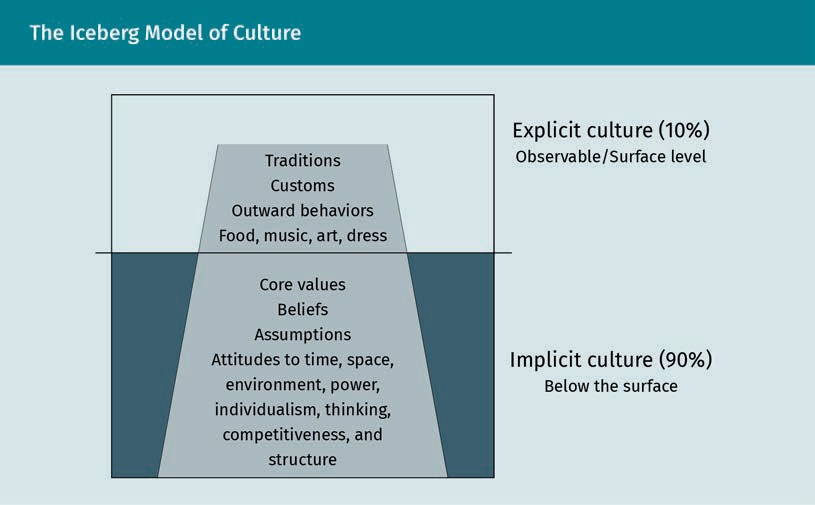 The Iceberg Model of Culture
Traditions
Customs
Outward behaviors
Food, music, art, dress
Explicit culture (10%)
Observable/Surface level
Core values
Beliefs
Assumptions
Attitudes to time, space,
environment, power,
individualism, thinking,
competitiveness, and
structure
Implicit culture (90%)
Below the surface